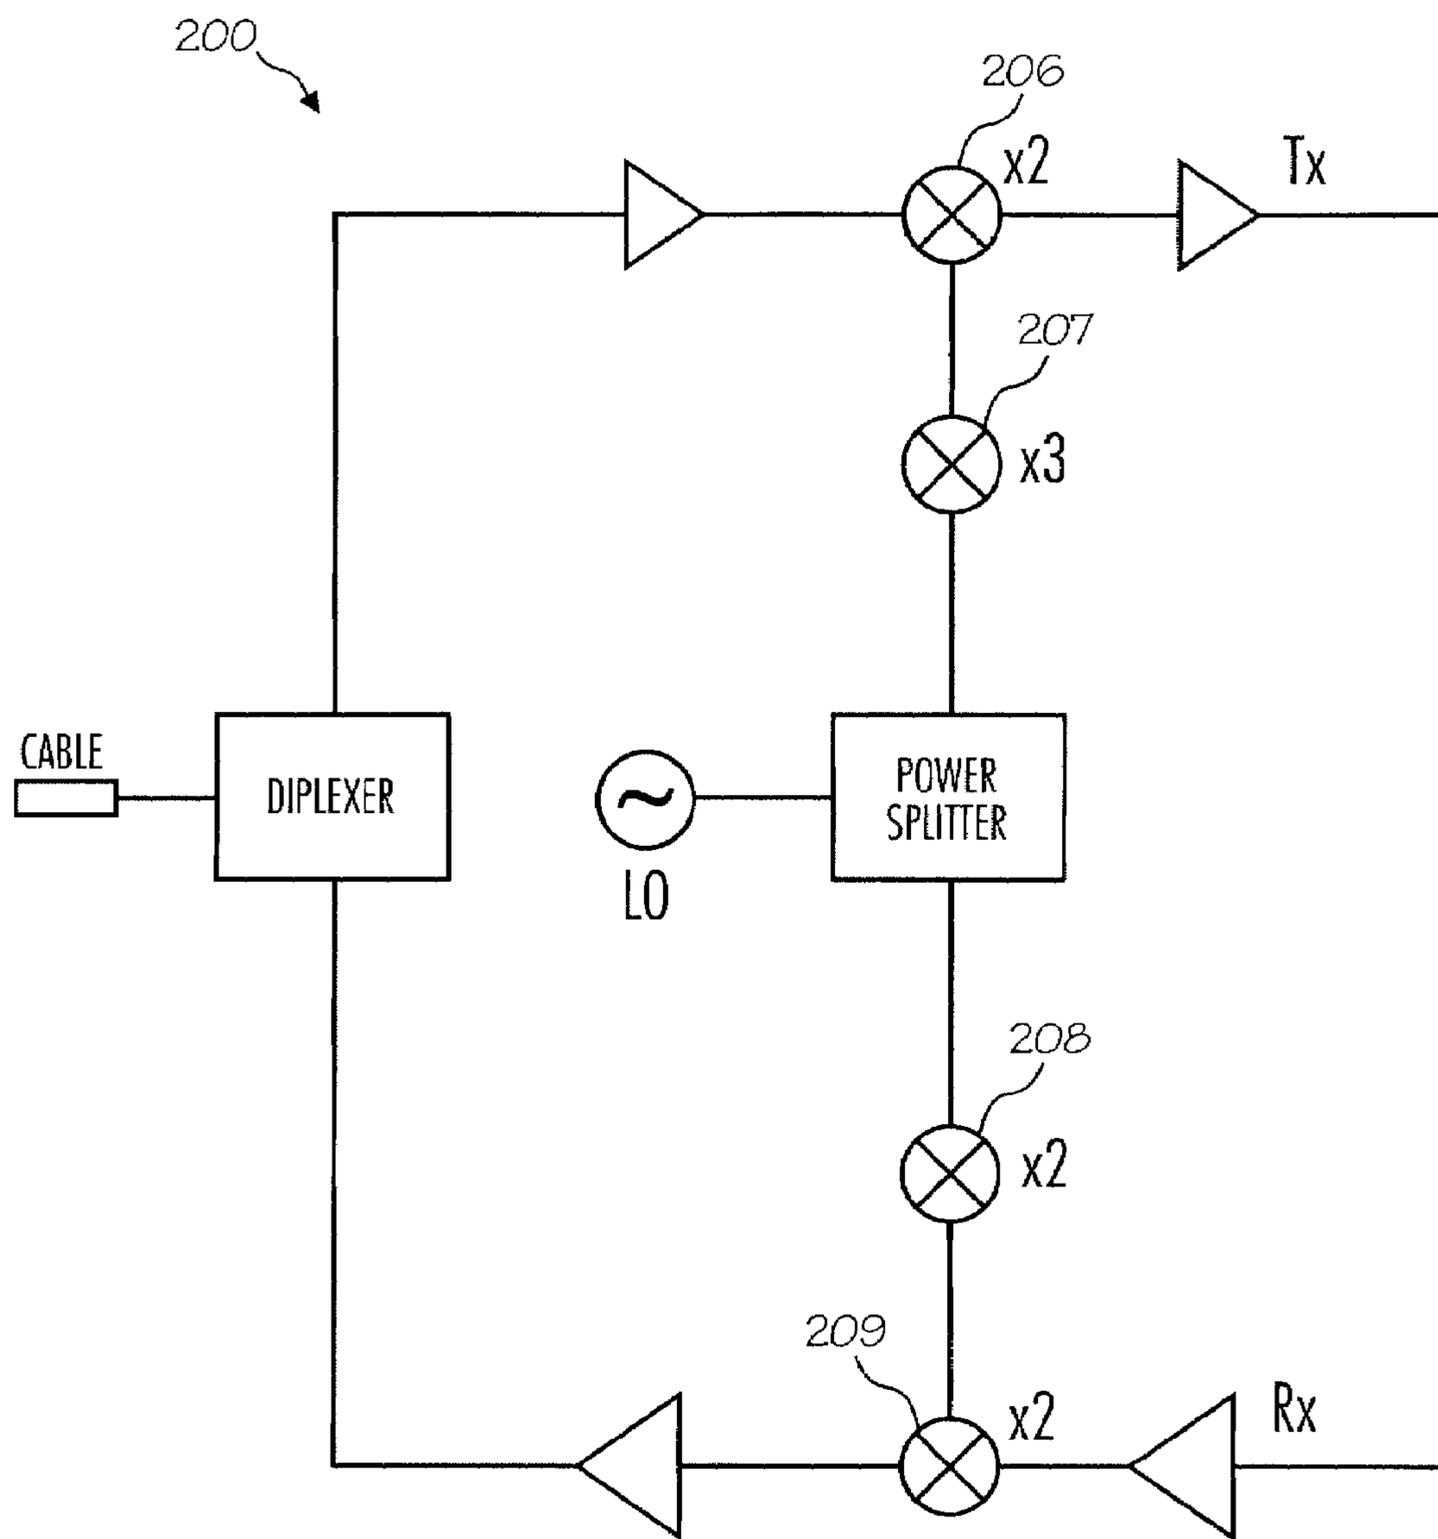 200
206
x2
Tx
207
x3
CABLE
DIPLEXER
POWER
SPLITTER
~
LO
208
x2
209
x2
Rx